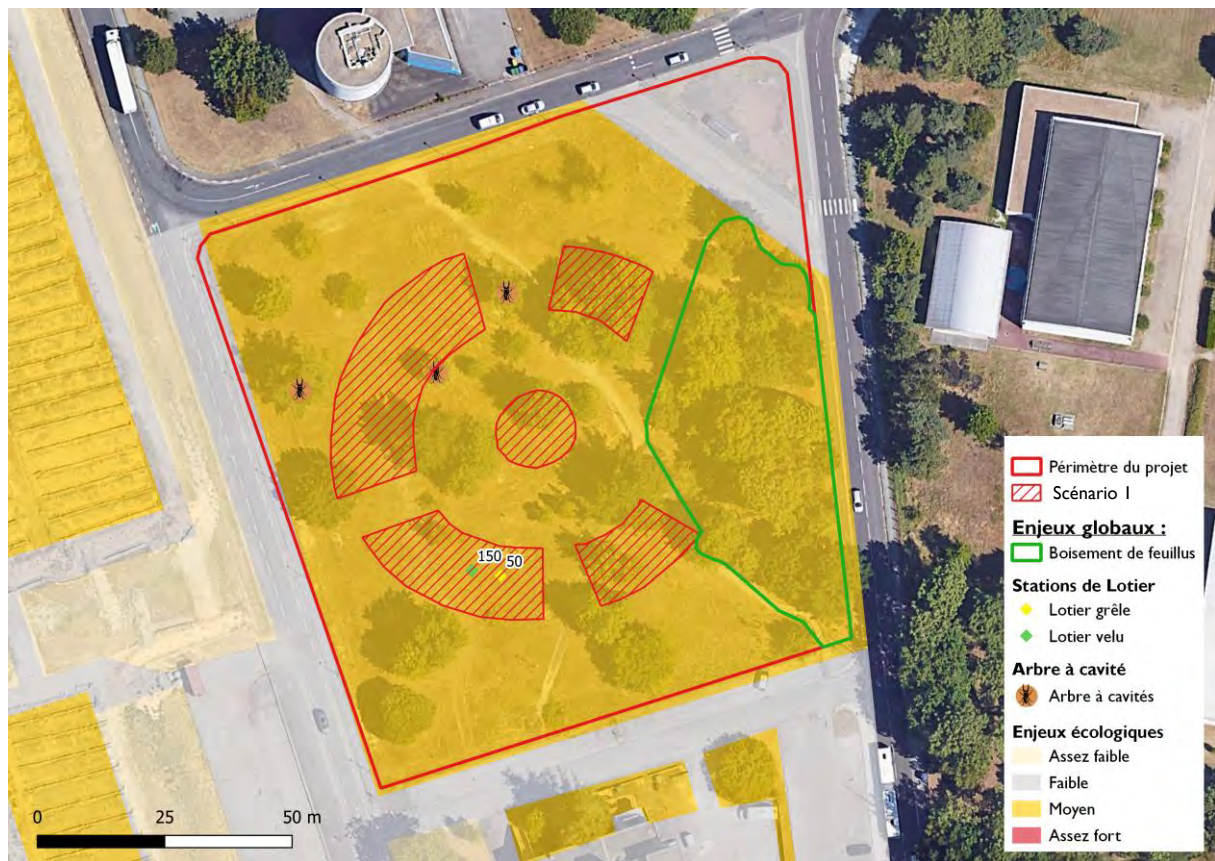 150 50
Périmètre du projet
Scénario 1
Enjeux globaux :
Boisement de feuillus
Stations de Lotier
Lotier grêle
Lotier velu
Arbre à cavité
Arbre à cavités
Enjeux écologiques
Assez faible
Faible
Moyen
Assez fort
0 25 50 m